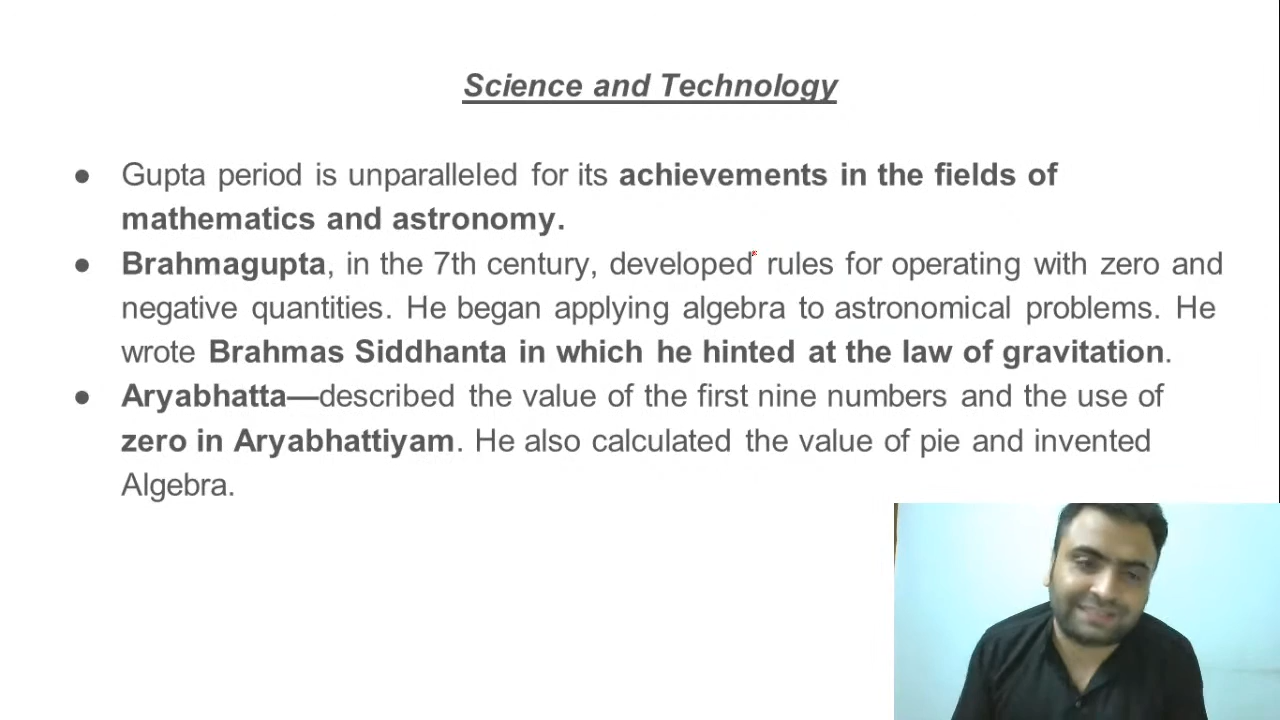 Science and Technology
● Gupta period is unparalleled for its achievements in the fields of
mathematics and astronomy.
● Brahmagupta, in the 7th century, developed rules for operating with zero and
negative quantities. He began applying algebra to astronomical problems. He
wrote Brahmas Siddhanta in which he hinted at the law of gravitation.
● Aryabhatta—described the value of the first nine numbers and the use of
zero in Aryabhattiyam. He also calculated the value of pie and invented
Algebra.